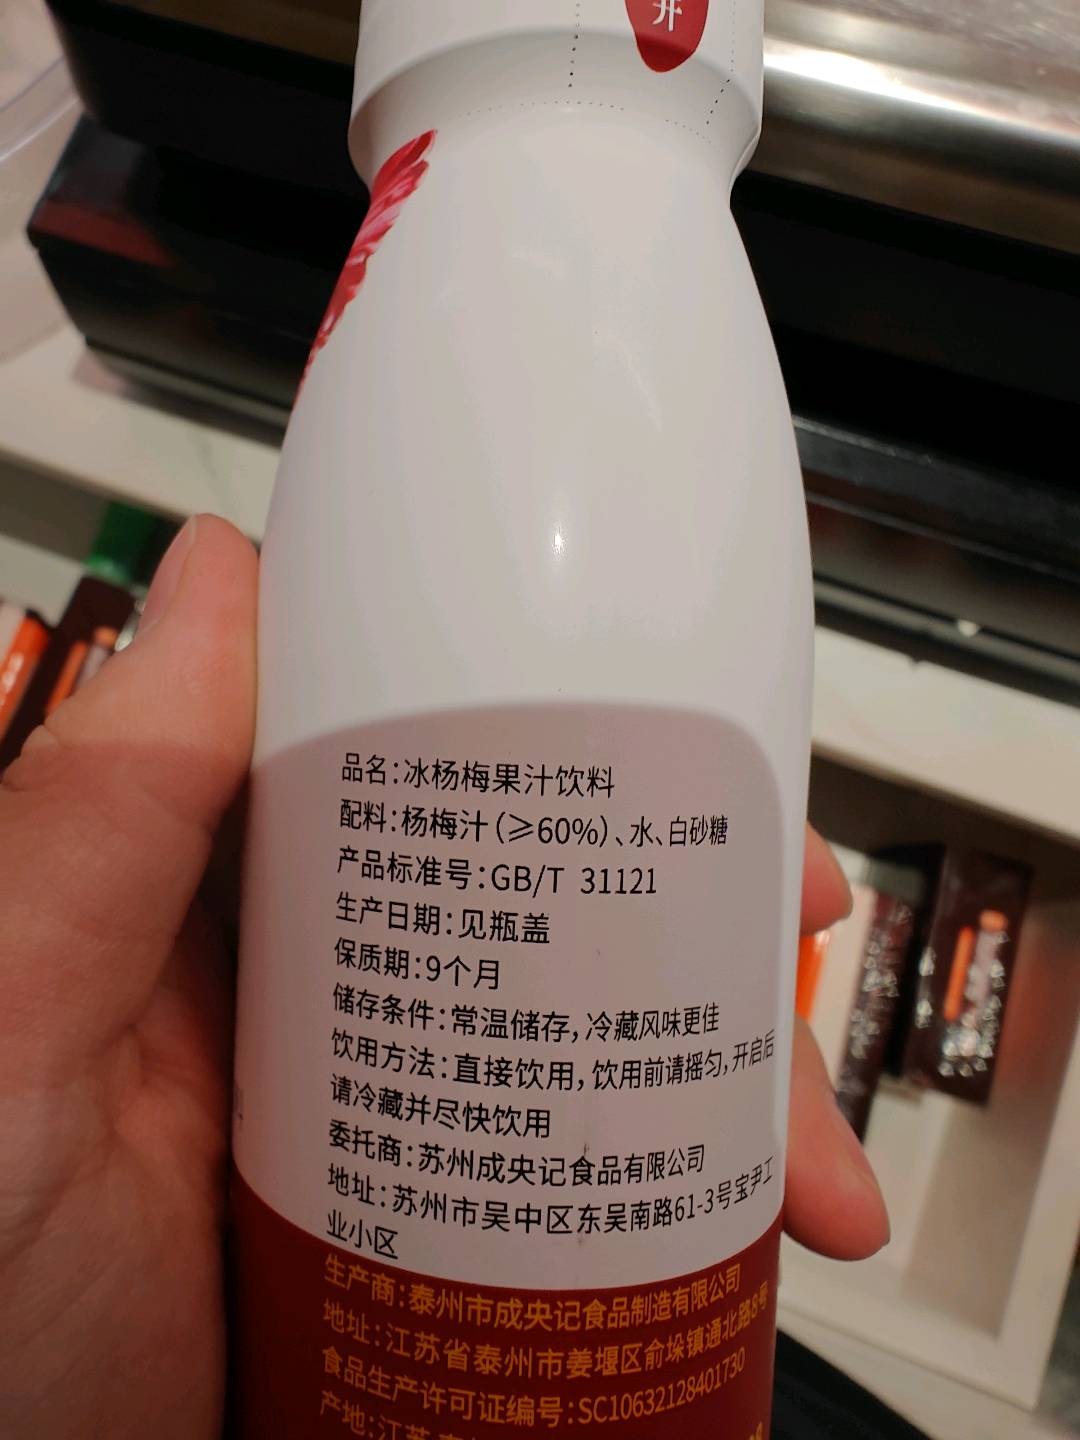 开
品名：冰杨梅果汁饮料
配料：杨梅汁（≥60%）、水、白砂糖
产品标准号：GB/T 31121
生产日期：见瓶盖
保质期：9个月
储存条件：常温储存，冷藏风味更佳
饮用方法：直接饮用，饮用前请摇匀，开启后
请冷藏并尽快饮用
委托商：苏州成央记食品有限公司
地址：苏州市吴中区东吴南路61-3号宝尹工
业小区
生产商：泰州市成央记食品制造有限公司
地址：江苏省泰州市姜堰区俞垛镇通北路8号
食品生产许可证编号：SC10632128401730
产地：江苏